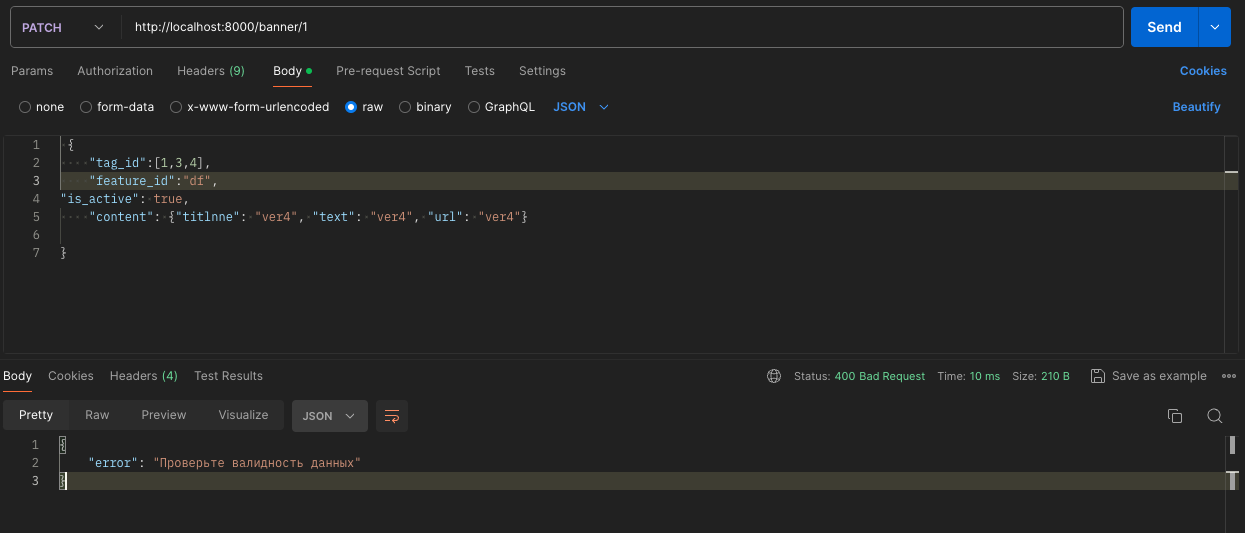 PATCH http://localhost:8000/banner/1 Send
Params Authorization Headers (9) Body Pre-request Script Tests Settings Cookies
none form-data x-www-form-urlencoded raw binary GraphQL JSON Beautify
1 {
2 "tag_id":[1,3,4],
3 "feature_id":"df",
4 "is_active": true,
5 "content": {"titlnne": "ver4", "text": "ver4", "url": "ver4"}
6
7 }
Body Cookies Headers (4) Test Results Status: 400 Bad Request Time: 10 ms Size: 210 B Save as example
Pretty Raw Preview Visualize JSON
1 {
2 "error": "Проверьте валидность данных"
3 }